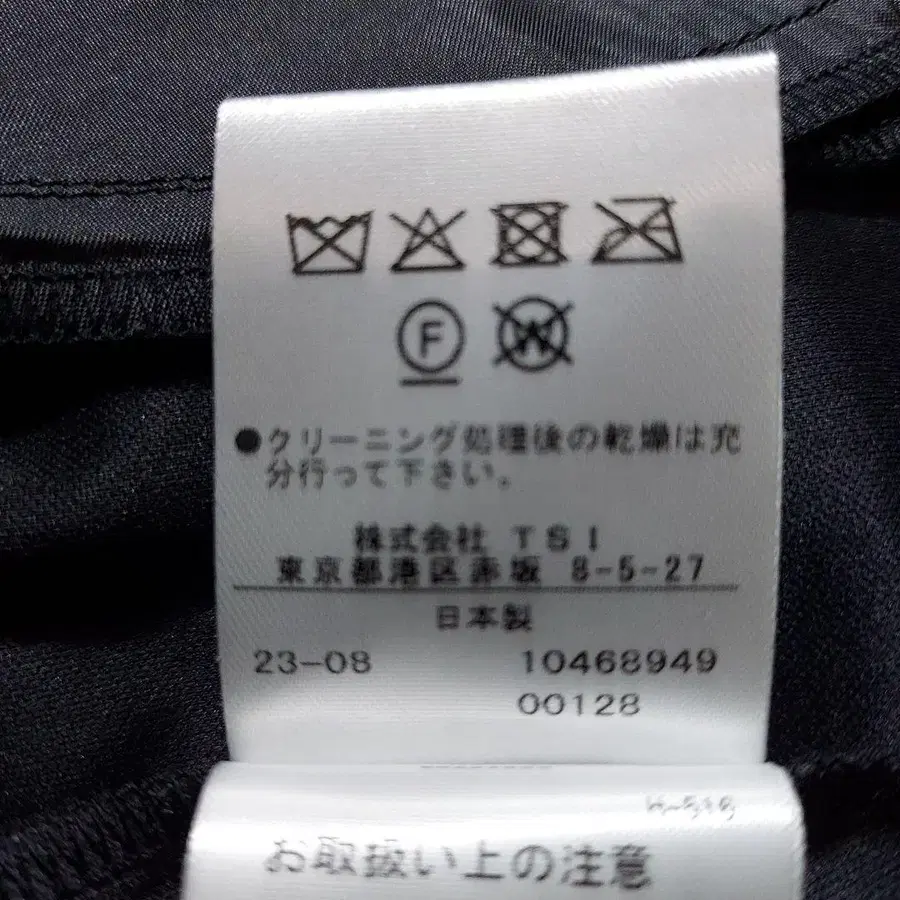 F W
●クリーニング処理後の乾燥は充
分行って下さい。
株式会社 TSI
東京都港区赤坂 8-5-27
日本製
23-08 10468949
00128
お取扱い上の注意